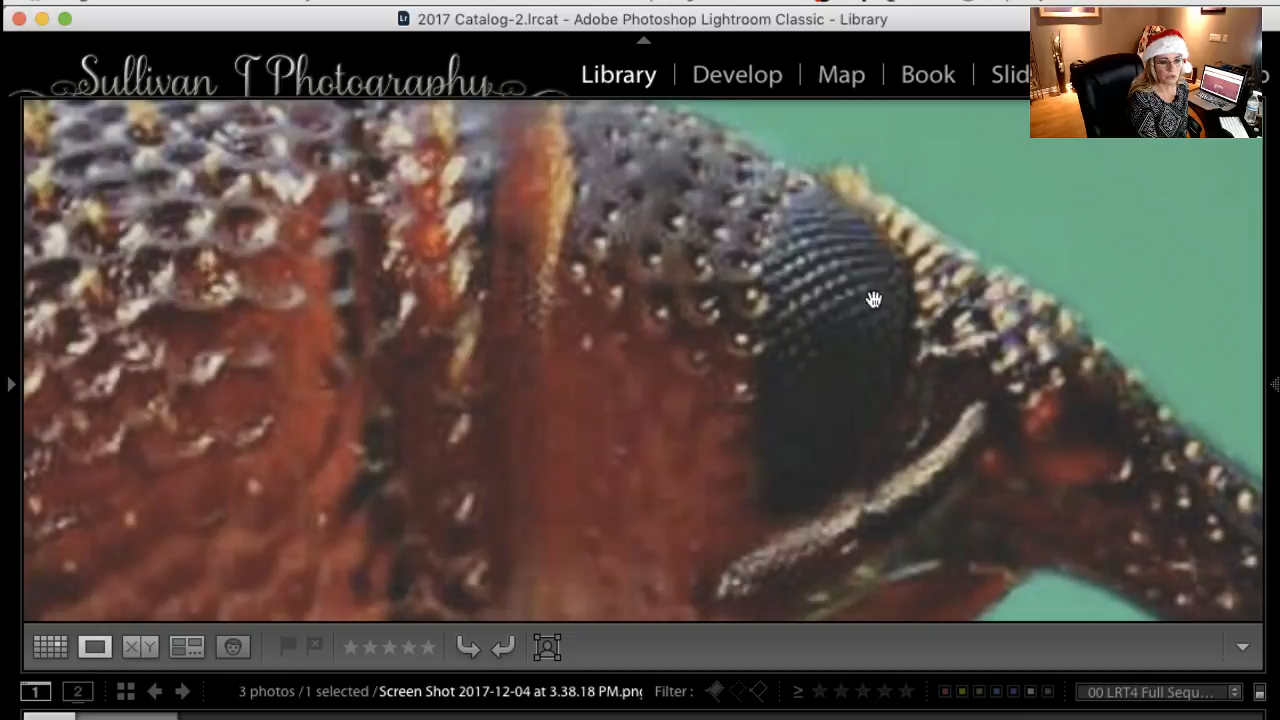 2017 Catalog-2.lrcat - Adobe Photoshop Lightroom Classic - Library
Sullivan J Photography
Library | Develop | Map | Book | Slid
XY
1 2 3 photos / 1 selected / Screen Shot 2017-12-04 at 3.38.18 PM.png Filter : ≥ 00 LRT4 Full Sequ...